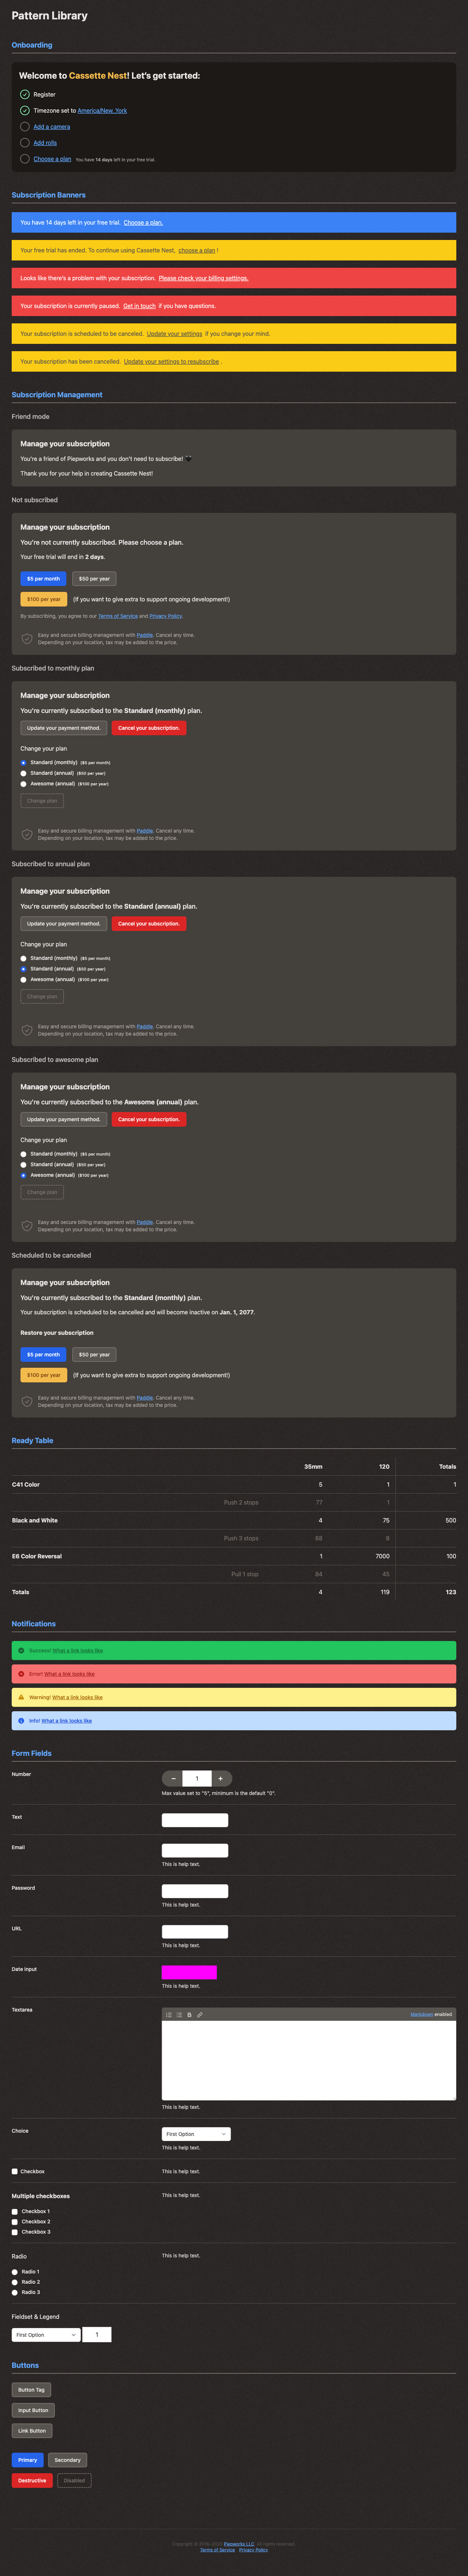 Pattern Library
Onboarding
Welcome to Cassette Nest! Let's get started:
Register
Timezone set to America/New_York
Add a camera
Add rolls
Choose a plan You have 14 days left in your free trial.
Subscription Banners
You have 14 days left in your free trial. Choose a plan.
Your free trial has ended. To continue using Cassette Nest, choose a plan !
Looks like there's a problem with your subscription. Please check your billing settings.
Your subscription is currently paused. Get in touch if you have questions.
Your subscription is scheduled to be canceled. Update your settings if you change your mind.
Your subscription has been cancelled. Update your settings to resubscribe .
Subscription Management
Friend mode
Manage your subscription
You're a friend of Piepworks and you don't need to subscribe!
Thank you for your help in creating Cassette Nest!
Not subscribed
Manage your subscription
You're not currently subscribed. Please choose a plan.
Your free trial will end in 2 days.
$5 per month $50 per year
$100 per year (If you want to give extra to support ongoing development!)
By subscribing, you agree to our Terms of Service and Privacy Policy.
Easy and secure billing management with Paddle. Cancel any time.
Depending on your location, tax may be added to the price.
Subscribed to monthly plan
Manage your subscription
You're currently subscribed to the Standard (monthly) plan.
Update your payment method. Cancel your subscription.
Change your plan
Standard (monthly) ($5 per month)
Standard (annual) ($50 per year)
Awesome (annual) ($100 per year)
Change plan
Easy and secure billing management with Paddle. Cancel any time.
Depending on your location, tax may be added to the price.
Subscribed to annual plan
Manage your subscription
You're currently subscribed to the Standard (annual) plan.
Update your payment method. Cancel your subscription.
Change your plan
Standard (monthly) ($5 per month)
Standard (annual) ($50 per year)
Awesome (annual) ($100 per year)
Change plan
Easy and secure billing management with Paddle. Cancel any time.
Depending on your location, tax may be added to the price.
Subscribed to awesome plan
Manage your subscription
You're currently subscribed to the Awesome (annual) plan.
Update your payment method. Cancel your subscription.
Change your plan
Standard (monthly) ($5 per month)
Standard (annual) ($50 per year)
Awesome (annual) ($100 per year)
Change plan
Easy and secure billing management with Paddle. Cancel any time.
Depending on your location, tax may be added to the price.
Scheduled to be cancelled
Manage your subscription
You're currently subscribed to the Standard (monthly) plan.
Your subscription is scheduled to be cancelled and will become inactive on Jan. 1, 2077.
Restore your subscription
$5 per month $50 per year
$100 per year (If you want to give extra to support ongoing development!)
Easy and secure billing management with Paddle. Cancel any time.
Depending on your location, tax may be added to the price.
Ready Table
35mm 120 Totals
C41 Color 5 1 1
Push 2 stops 77 1
Black and White 4 75 500
Push 3 stops 88 8
E6 Color Reversal 1 7000 100
Pull 1 stop 84 45
Totals 4 119 123
Notifications
Success! What a link looks like
Error! What a link looks like
Warning! What a link looks like
Info! What a link looks like
Form Fields
Number − 1 +
Max value set to "5", minimum is the default "0".
Text
Email
This is help text.
Password
This is help text.
URL
This is help text.
Date input
This is help text.
Textarea B Markdown enabled
This is help text.
Choice First Option
This is help text.
Checkbox This is help text.
Multiple checkboxes This is help text.
Checkbox 1
Checkbox 2
Checkbox 3
Radio This is help text.
Radio 1
Radio 2
Radio 3
Fieldset & Legend
First Option 1
Buttons
Button Tag
Input Button
Link Button
Primary Secondary
Destructive Disabled
Piepworks LLC. All rights reserved.
Terms of Service Privacy Policy